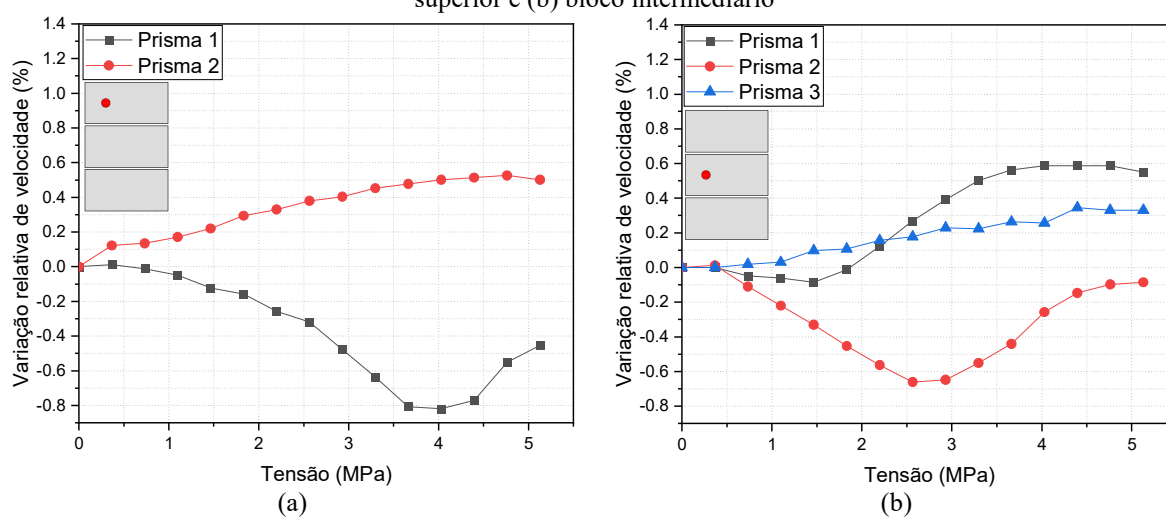 superior e (b) bloco intermediário
1.4
1.2
1.0
0.8
0.6
0.4
0.2
0.0
-0.2
-0.4
-0.6
-0.8
Variação relativa de velocidade (%)
Prisma 1
Prisma 2
0 1 2 3 4 5
Tensão (MPa)
(a)
1.4
1.2
1.0
0.8
0.6
0.4
0.2
0.0
-0.2
-0.4
-0.6
-0.8
Variação relativa de velocidade (%)
Prisma 1
Prisma 2
Prisma 3
0 1 2 3 4 5
Tensão (MPa)
(b)